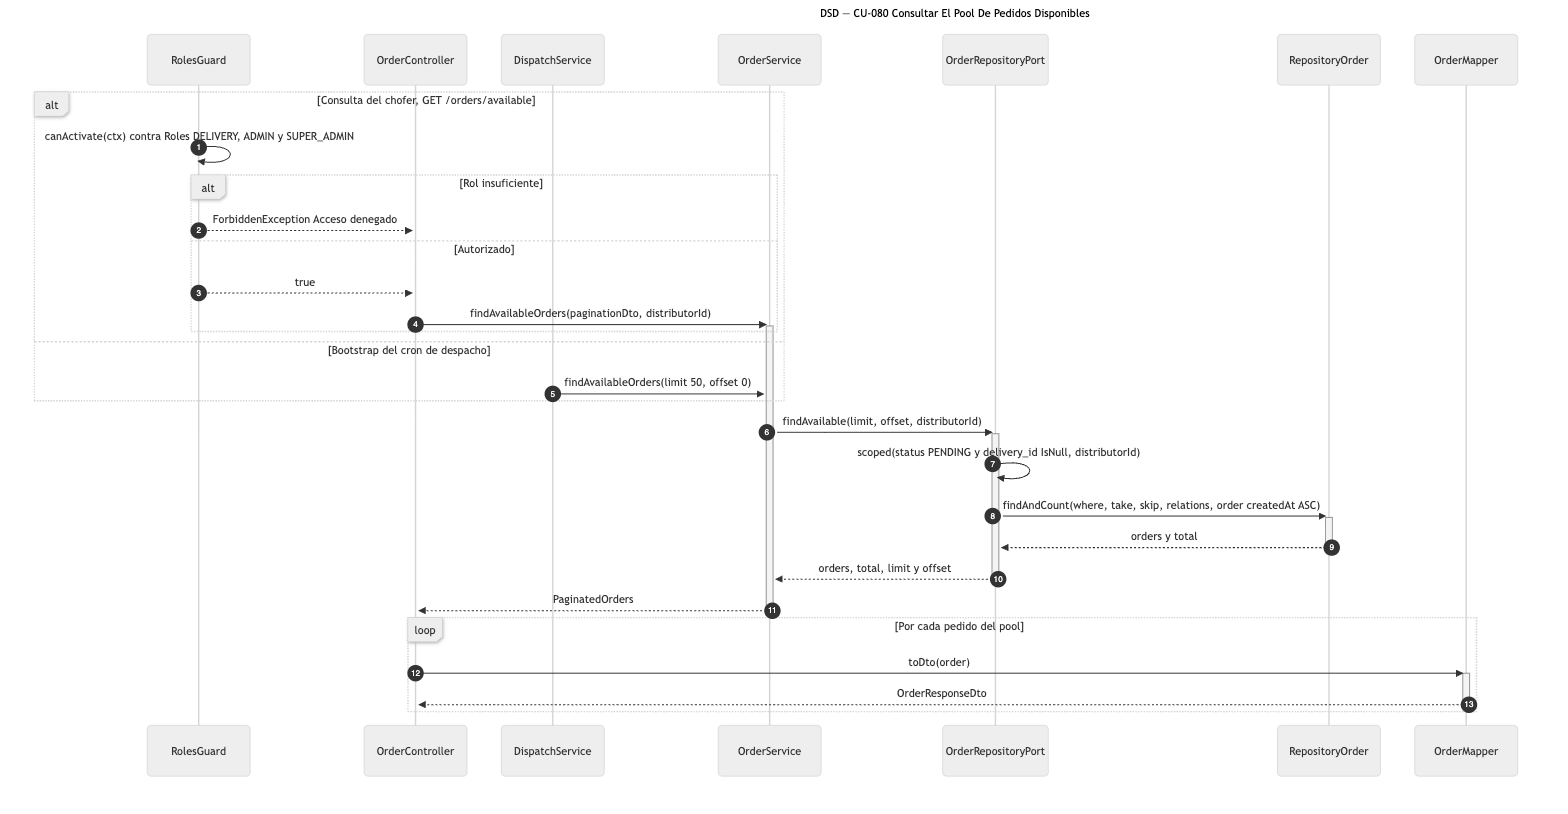 DSD — CU-080 Consultar El Pool De Pedidos Disponibles
RolesGuard
OrderController
DispatchService
OrderService
OrderRepositoryPort
RepositoryOrder
OrderMapper
alt
[Consulta del chofer, GET /orders/available]
canActivate(ctx) contra Roles DELIVERY, ADMIN y SUPER_ADMIN
1
alt
[Rol insuficiente]
ForbiddenException Acceso denegado
2
[Autorizado]
true
3
findAvailableOrders(paginationDto, distributorId)
4
[Bootstrap del cron de despacho]
findAvailableOrders(limit 50, offset 0)
5
findAvailable(limit, offset, distributorId)
6
scoped(status PENDING y delivery_id IsNull, distributorId)
7
findAndCount(where, take, skip, relations, order createdAt ASC)
8
orders y total
9
orders, total, limit y offset
10
PaginatedOrders
11
loop
[Por cada pedido del pool]
toDto(order)
12
OrderResponseDto
13
RolesGuard
OrderController
DispatchService
OrderService
OrderRepositoryPort
RepositoryOrder
OrderMapper